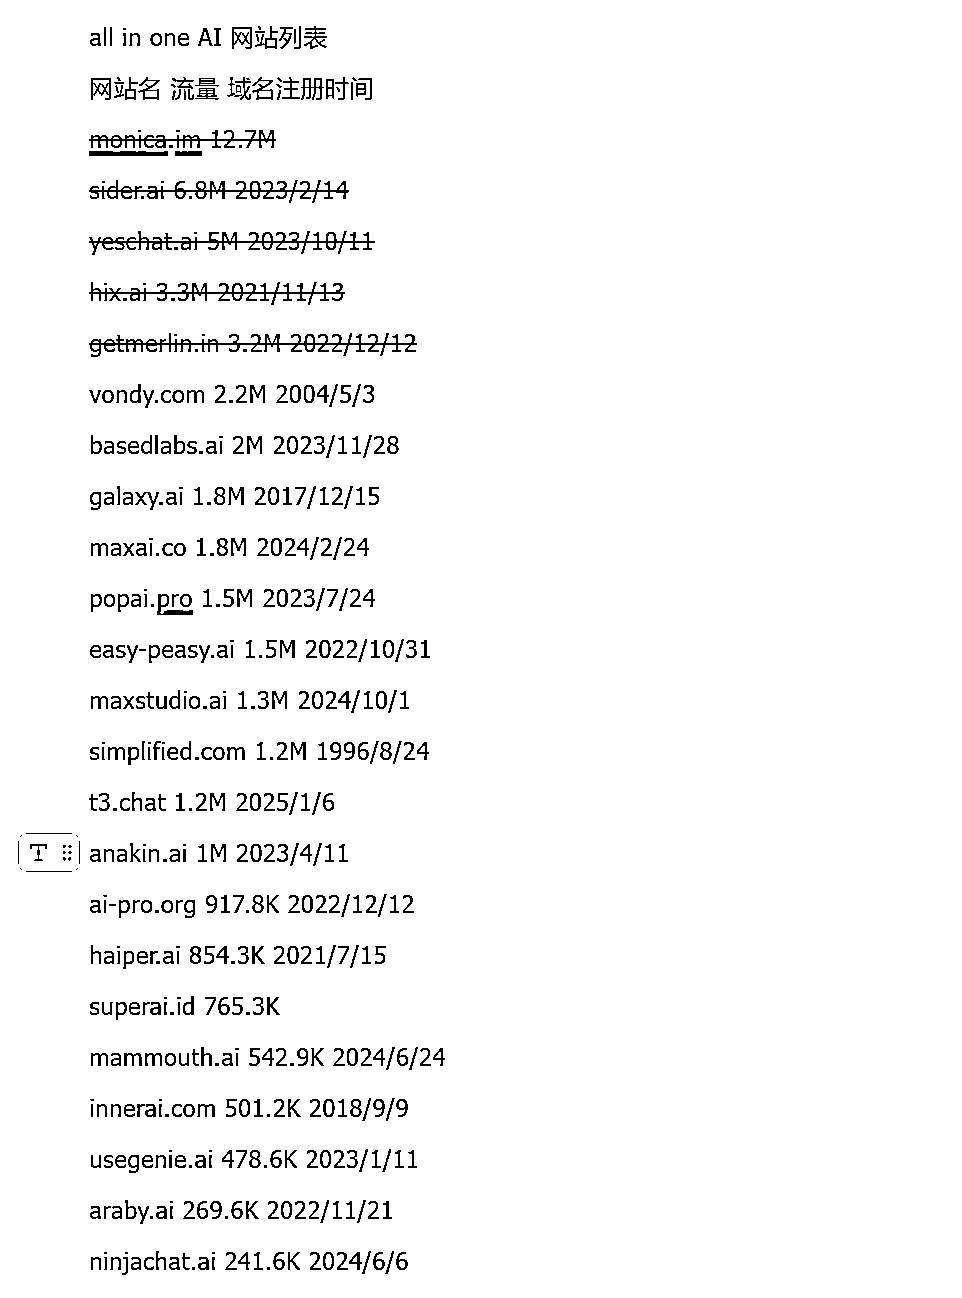 all in one AI 网站列表
网站名 流量 域名注册时间
monica.im 12.7M
sider.ai 6.8M 2023/2/14
yeschat.ai 5M 2023/10/11
hix.ai 3.3M 2021/11/13
getmerlin.in 3.2M 2022/12/12
vondy.com 2.2M 2004/5/3
basedlabs.ai 2M 2023/11/28
galaxy.ai 1.8M 2017/12/15
maxai.co 1.8M 2024/2/24
popai.pro 1.5M 2023/7/24
easy-peasy.ai 1.5M 2022/10/31
maxstudio.ai 1.3M 2024/10/1
simplified.com 1.2M 1996/8/24
t3.chat 1.2M 2025/1/6
anakin.ai 1M 2023/4/11
ai-pro.org 917.8K 2022/12/12
haiper.ai 854.3K 2021/7/15
superai.id 765.3K
mammouth.ai 542.9K 2024/6/24
innerai.com 501.2K 2018/9/9
usegenie.ai 478.6K 2023/1/11
araby.ai 269.6K 2022/11/21
ninjachat.ai 241.6K 2024/6/6